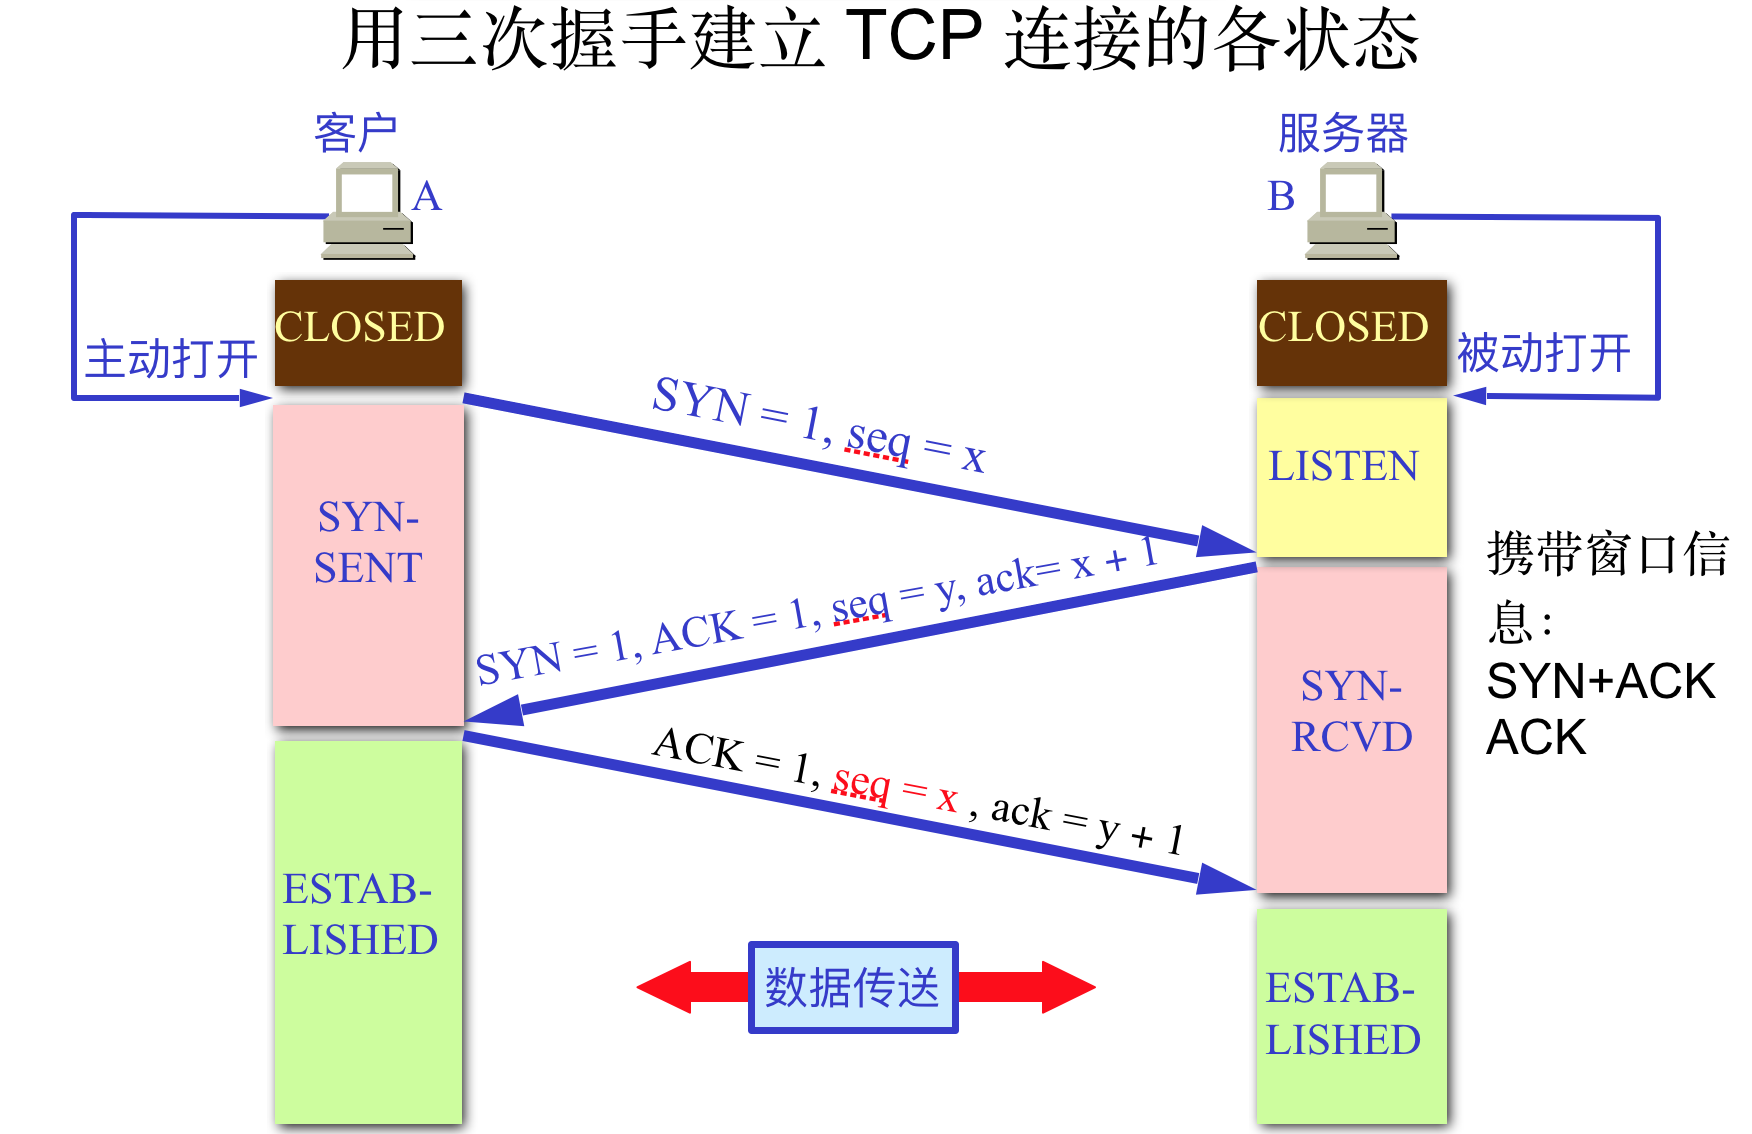 用三次握手建立 TCP 连接的各状态
客户
A
服务器
B
CLOSED
CLOSED
主动打开
被动打开
SYN = 1, seq = x
LISTEN
SYN-
SENT
SYN = 1, ACK = 1, seq = y, ack= x + 1
携带窗口信
息：
SYN+ACK
ACK
SYN-
RCVD
ACK = 1, seq = x , ack = y + 1
ESTAB-
LISHED
数据传送
ESTAB-
LISHED